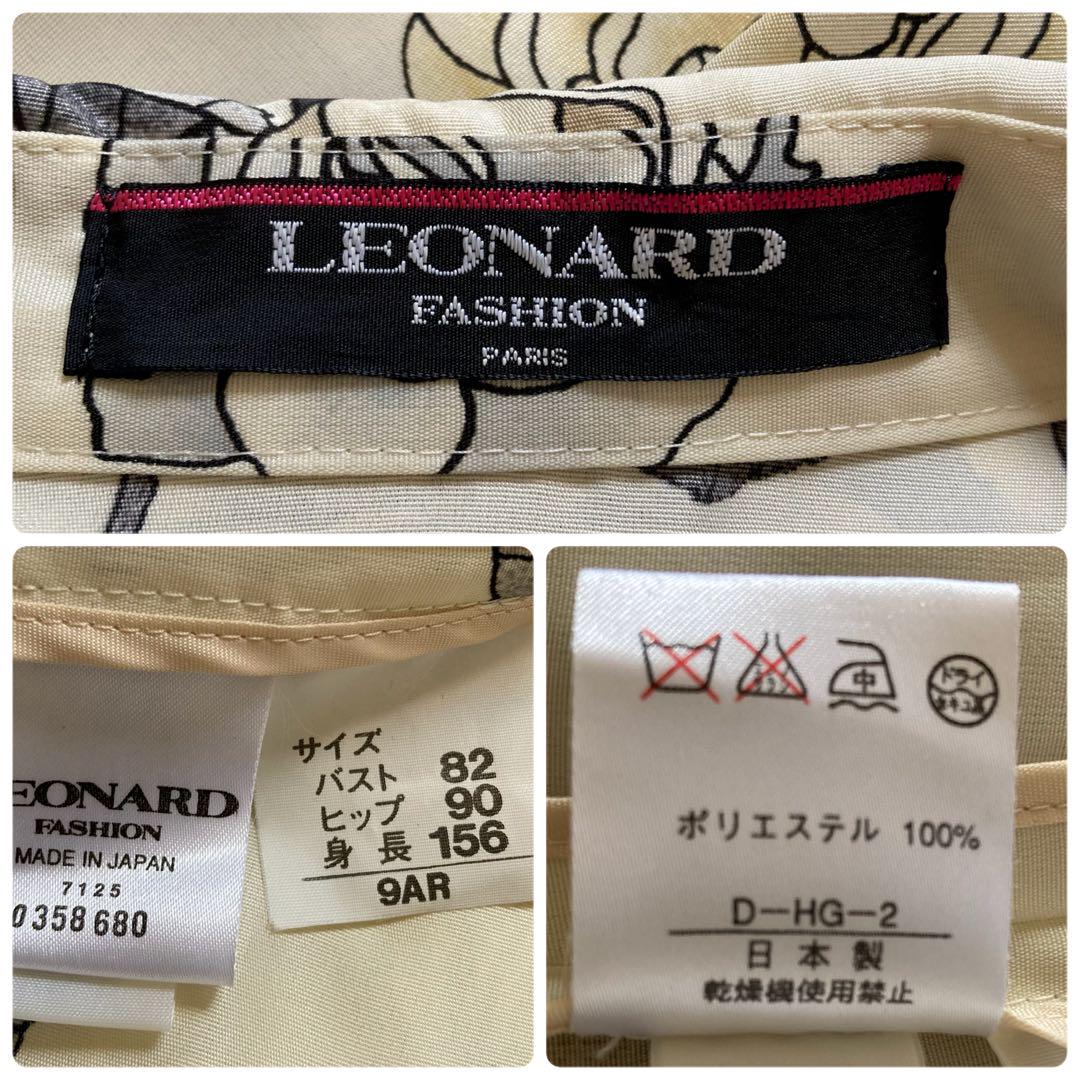 LEONARD
FASHION
PARIS
EONARD
FASHION
MADE IN JAPAN
7125
0358680
サイズ
バスト 82
ヒップ 90
身長 156
9AR
中
ドライ
ポリエステル 100%
D-HG-2
日本製
乾燥機使用禁止